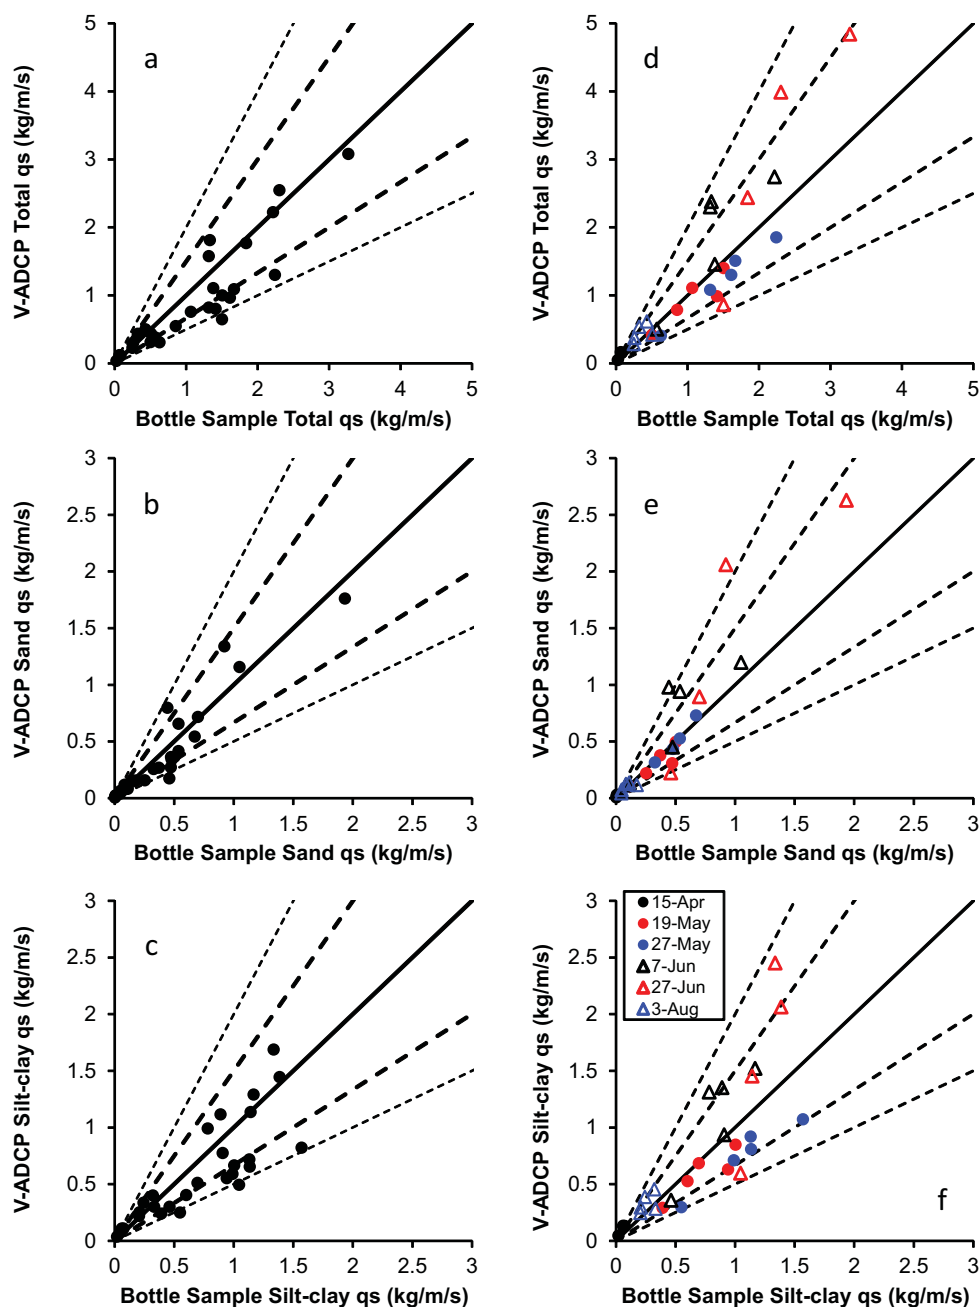 a
V-ADCP Total qs (kg/m/s)
5
4
3
2
1
0
0 1 2 3 4 5
Bottle Sample Total qs (kg/m/s)
d
V-ADCP Total qs (kg/m/s)
5
4
3
2
1
0
0 1 2 3 4 5
Bottle Sample Total qs (kg/m/s)
b
V-ADCP Sand qs (kg/m/s)
3
2.5
2
1.5
1
0.5
0
0 0.5 1 1.5 2 2.5 3
Bottle Sample Sand qs (kg/m/s)
e
V-ADCP Sand qs (kg/m/s)
3
2.5
2
1.5
1
0.5
0
0 0.5 1 1.5 2 2.5 3
Bottle Sample Sand qs (kg/m/s)
c
V-ADCP Silt-clay qs (kg/m/s)
3
2.5
2
1.5
1
0.5
0
0 0.5 1 1.5 2 2.5 3
Bottle Sample Silt-clay qs (kg/m/s)
15-Apr
19-May
27-May
7-Jun
27-Jun
3-Aug
f
V-ADCP Silt-clay qs (kg/m/s)
3
2.5
2
1.5
1
0.5
0
0 0.5 1 1.5 2 2.5 3
Bottle Sample Silt-clay qs (kg/m/s)